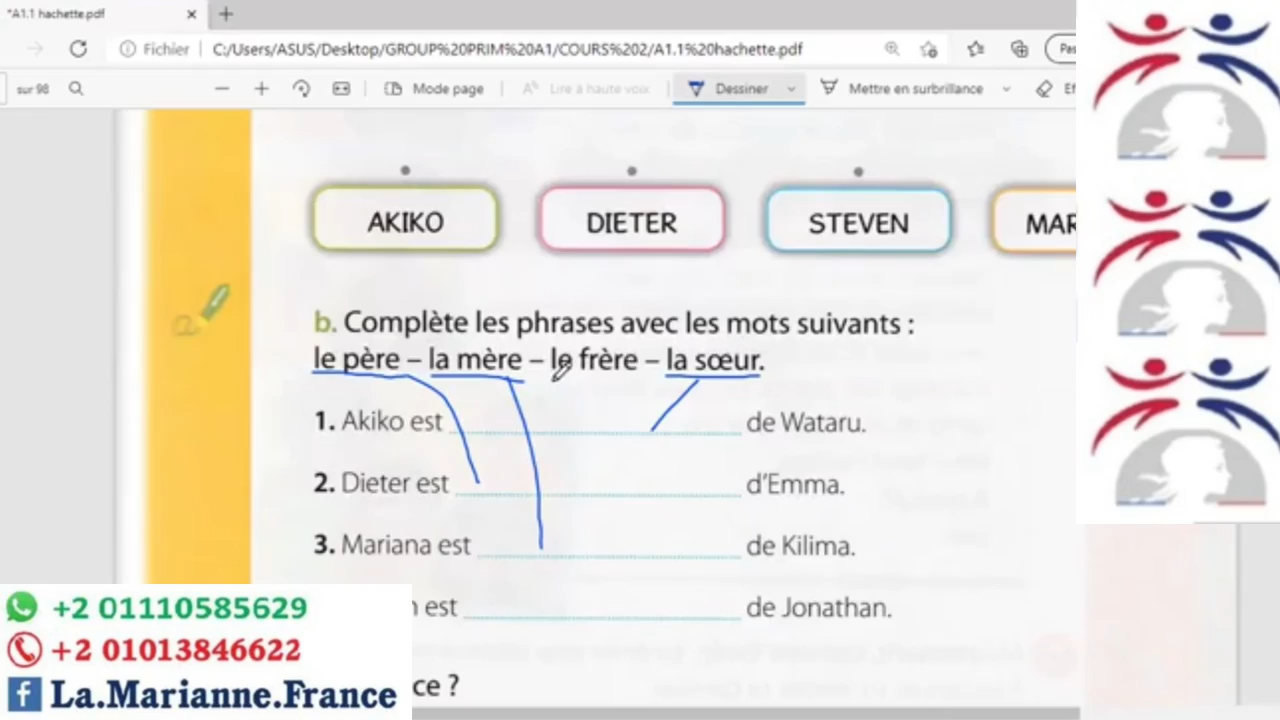 *A1.1 hachette.pdf
Fichier C:/Users/ASUS/Desktop/GROUP%20PRIM%20A1/COURS%202/A1.1%20hachette.pdf
sur 98 Mode page Lire à haute voix Dessiner Mettre en surbrillance
AKIKO DIETER STEVEN MAR
b. Complète les phrases avec les mots suivants :
le père – la mère – le frère – la sœur.
1. Akiko est de Wataru.
2. Dieter est d'Emma.
3. Mariana est de Kilima.
est de Jonathan.
ce ?
+2 01110585629
+2 01013846622
La.Marianne.France